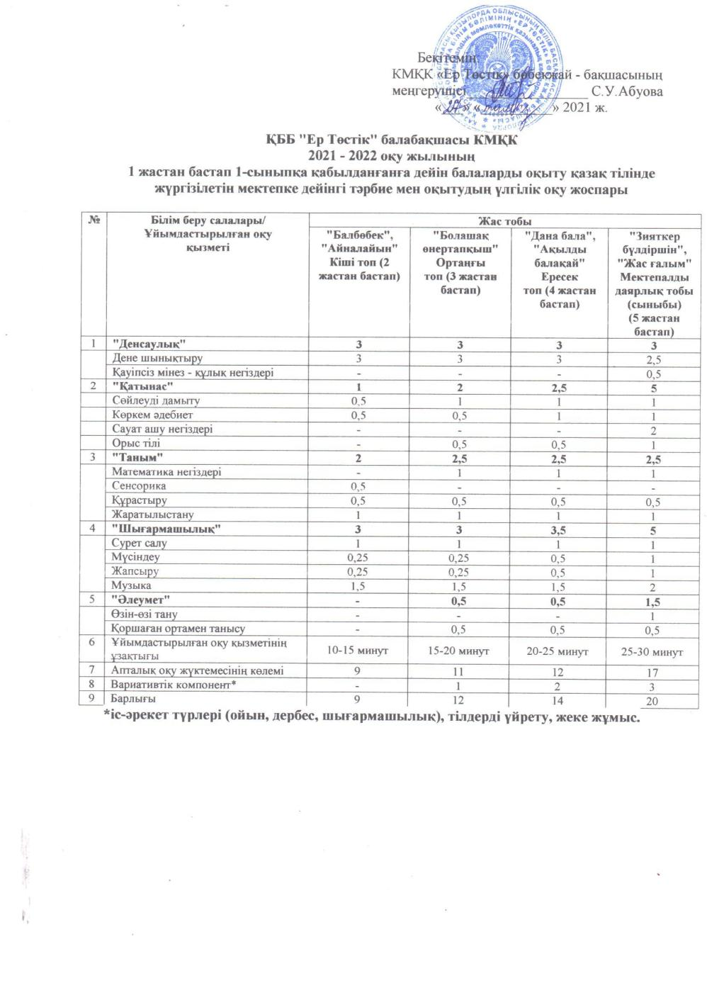 Бекітемін:
КМҚК «Ер Төстік» бөбекжай - бақшасының
меңгерушісі ________________ С.У.Абуова
«27» « » 2021 ж.
ҚББ "Ер Төстік" балабақшасы КМҚК
2021 - 2022 оқу жылының
1 жастан бастап 1-сыныпқа қабылданғанға дейін балаларды оқыту қазақ тілінде
жүргізілетін мектепке дейінгі тәрбие мен оқытудың үлгілік оқу жоспары
№ Білім беру салалары/ Жас тобы
Ұйымдастырылған оқу
қызметі
"Балбөбек",
"Айналайын"
Кіші топ (2
жастан бастап)
"Болашақ
өнертапқыш"
Ортаңғы
топ (3 жастан
бастап)
"Дана бала",
"Ақылды
балақай"
Ересек
топ (4 жастан
бастап)
"Зияткер
бүлдіршін",
"Жас ғалым"
Мектепалды
даярлық тобы
(сыныбы)
(5 жастан
бастап)
1 "Денсаулық" 3 3 3 3
Дене шынықтыру 3 3 3 2,5
Қауіпсіз мінез - құлық негіздері - - - 0,5
2 "Қатынас" 1 2 2,5 5
Сөйлеуді дамыту 0,5 1 1 1
Көркем әдебиет 0,5 0,5 1 1
Сауат ашу негіздері - - - 2
Орыс тілі - 0,5 0,5 1
3 "Таным" 2 2,5 2,5 2,5
Математика негіздері - 1 1 1
Сенсорика 0,5 - - -
Құрастыру 0,5 0,5 0,5 0,5
Жаратылыстану 1 1 1 1
4 "Шығармашылық" 3 3 3,5 5
Сурет салу 1 1 1 1
Мүсіндеу 0,25 0,25 0,5 1
Жапсыру 0,25 0,25 0,5 1
Музыка 1,5 1,5 1,5 2
5 "Әлеумет" - 0,5 0,5 1,5
Өзін-өзі тану - - - 1
Қоршаған ортамен танысу - 0,5 0,5 0,5
6 Ұйымдастырылған оқу қызметінің
ұзақтығы 10-15 минут 15-20 минут 20-25 минут 25-30 минут
7 Апталық оқу жүктемесінің көлемі 9 11 12 17
8 Вариативтік компонент* - 1 2 3
9 Барлығы 9 12 14 20
*іс-әрекет түрлері (ойын, дербес, шығармашылық), тілдерді үйрету, жеке жұмыс.